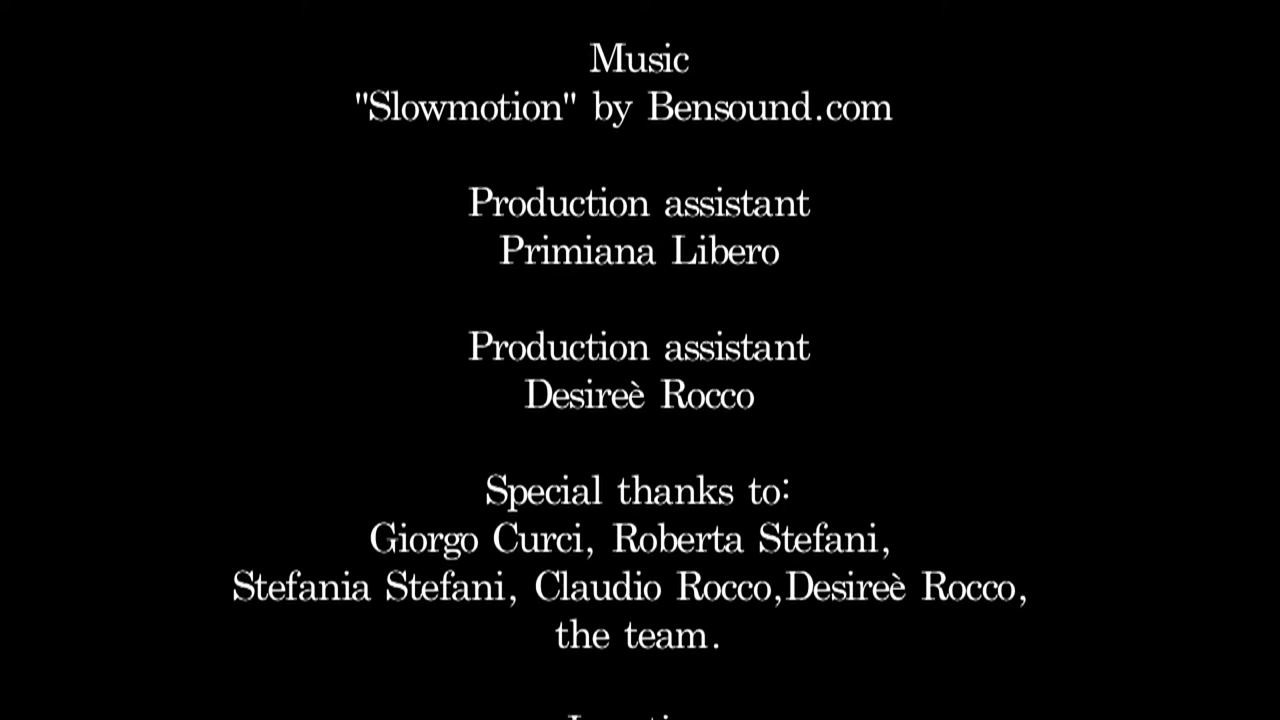 Music
"Slowmotion" by Bensound.com
Production assistant
Primiana Libero
Production assistant
Desireè Rocco
Special thanks to:
Giorgo Curci, Roberta Stefani,
Stefania Stefani, Claudio Rocco,Desireè Rocco,
the team.